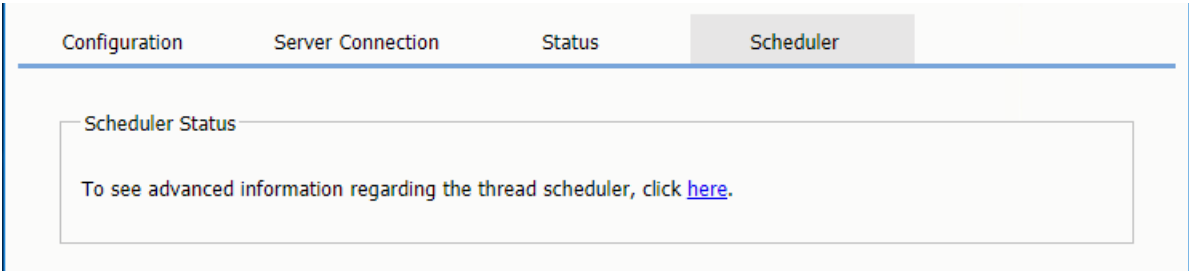 Configuration Server Connection Status Scheduler
Scheduler Status
To see advanced information regarding the thread scheduler, click here.